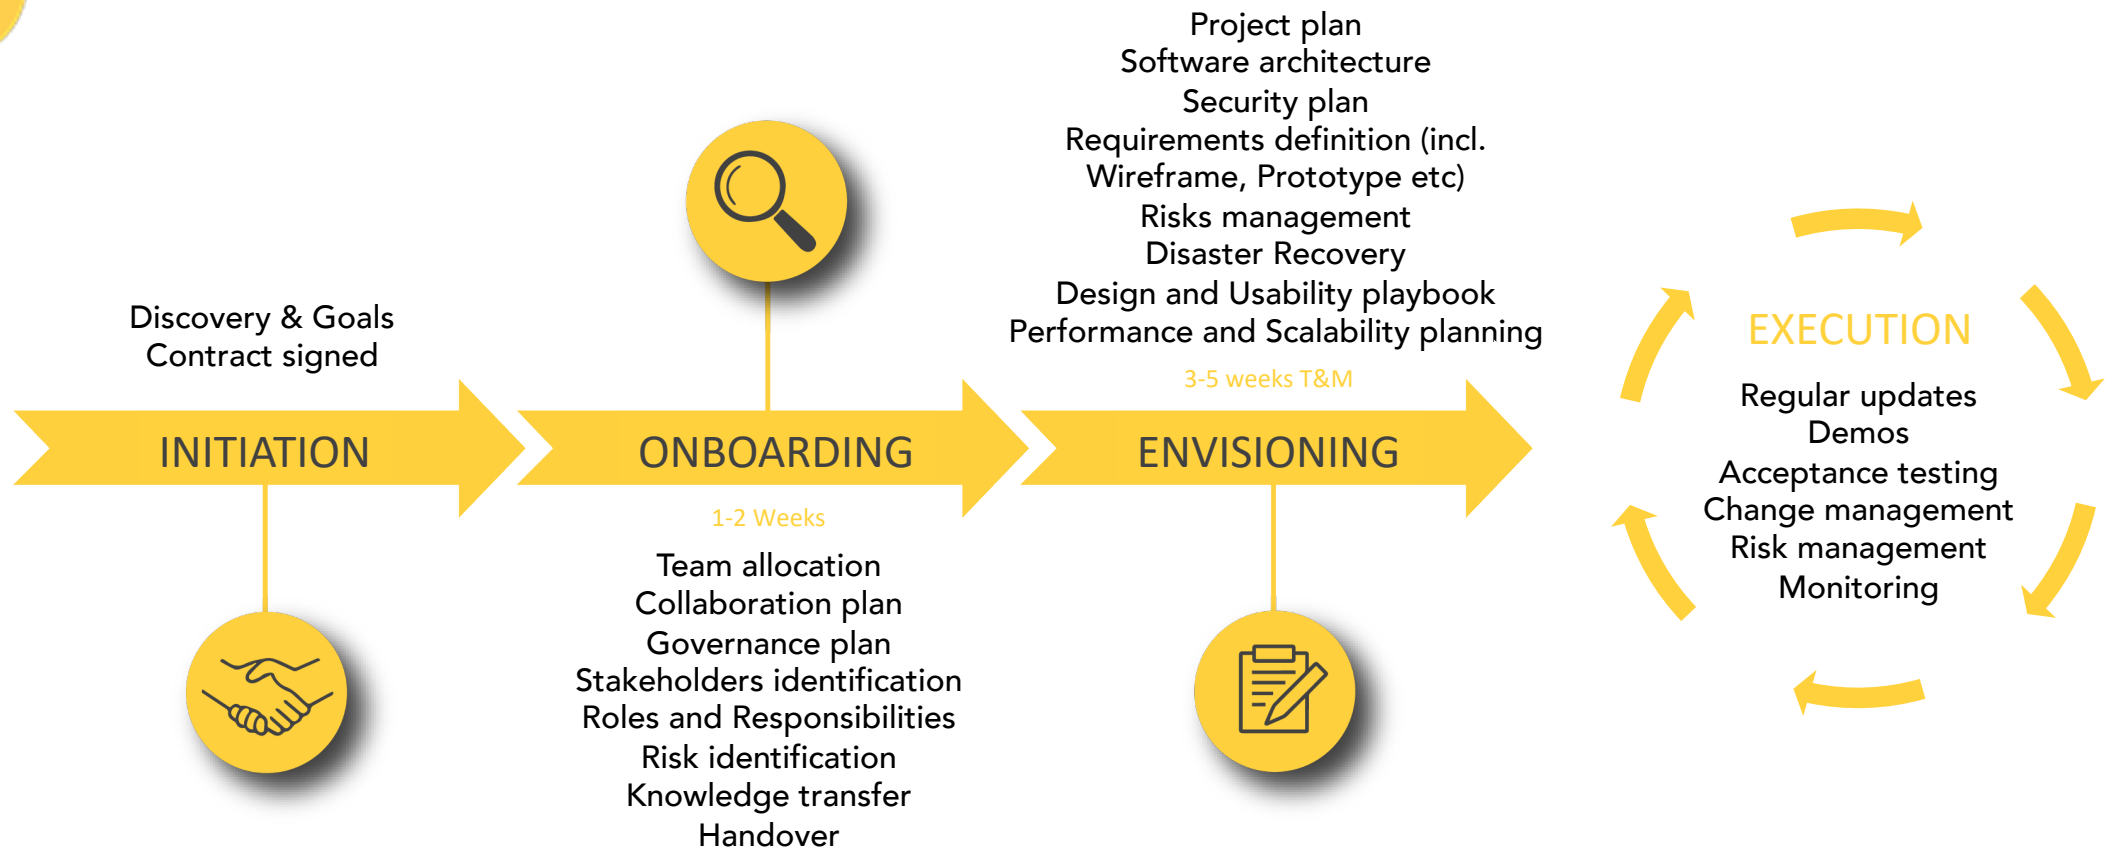 Discovery & Goals
Contract signed
INITIATION
ONBOARDING
1-2 Weeks
Team allocation
Collaboration plan
Governance plan
Stakeholders identification
Roles and Responsibilities
Risk identification
Knowledge transfer
Handover
Project plan
Software architecture
Security plan
Requirements definition (incl.
Wireframe, Prototype etc)
Risks management
Disaster Recovery
Design and Usability playbook
Performance and Scalability planning
3-5 weeks T&M
ENVISIONING
EXECUTION
Regular updates
Demos
Acceptance testing
Change management
Risk management
Monitoring